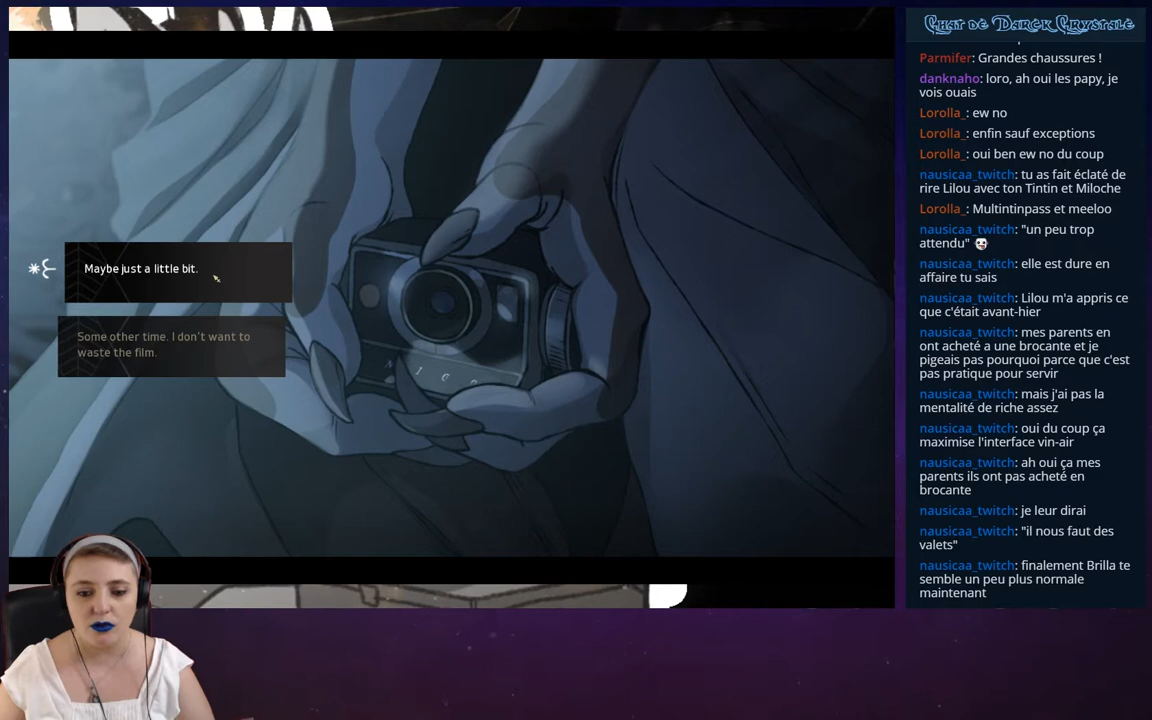 Chat de Darck Crystale
Parmifer: Grandes chaussures !
danknaho: loro, ah oui les papy, je
vois ouais
Lorolla_: ew no
Lorolla_: enfin sauf exceptions
Lorolla_: oui ben ew no du coup
nausicaa_twitch: tu as fait éclaté de
rire Lilou avec ton Tintin et Miloche
Lorolla_: Multintinpass et meeloo
nausicaa_twitch: "un peu trop
attendu"
nausicaa_twitch: elle est dure en
affaire tu sais
nausicaa_twitch: Lilou m'a appris ce
que c'était avant-hier
nausicaa_twitch: mes parents en
ont acheté a une brocante et je
pigeais pas pourquoi parce que c'est
pas pratique pour servir
nausicaa_twitch: mais j'ai pas la
mentalité de riche assez
nausicaa_twitch: oui du coup ça
maximise l'interface vin-air
nausicaa_twitch: ah oui ça mes
parents ils ont pas acheté en
brocante
nausicaa_twitch: je leur dirai
nausicaa_twitch: "il nous faut des
valets"
nausicaa_twitch: finalement Brilla te
semble un peu plus normale
maintenant
Maybe just a little bit.
Some other time. I don't want to
waste the film.